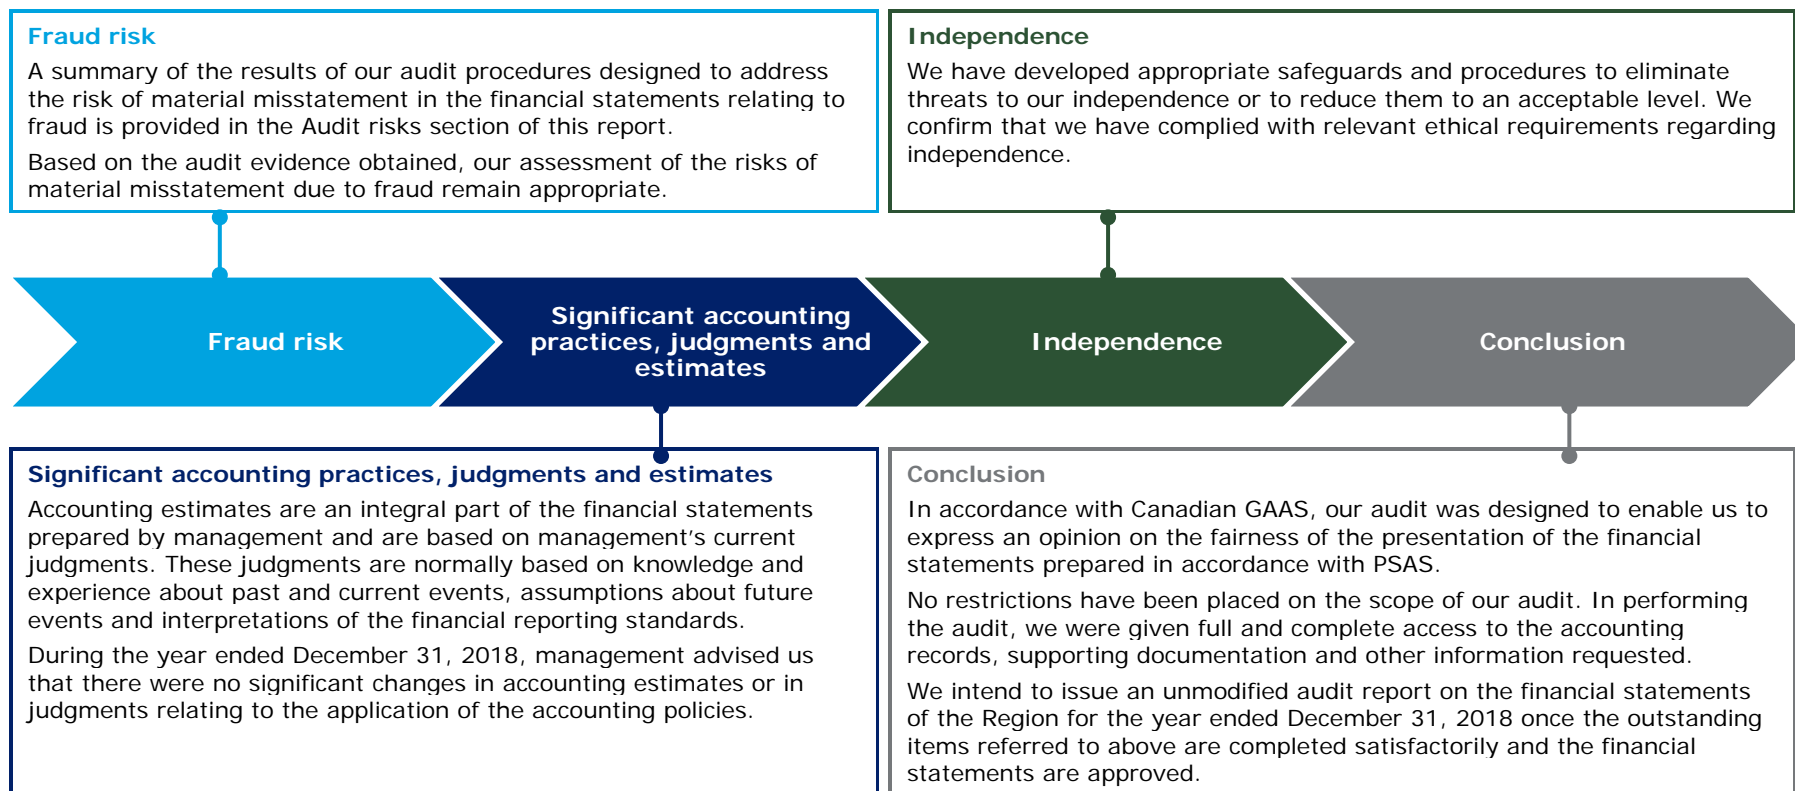 Fraud risk
A summary of the results of our audit procedures designed to address
the risk of material misstatement in the financial statements relating to
fraud is provided in the Audit risks section of this report.
Based on the audit evidence obtained, our assessment of the risks of
material misstatement due to fraud remain appropriate.
Independence
We have developed appropriate safeguards and procedures to eliminate
threats to our independence or to reduce them to an acceptable level. We
confirm that we have complied with relevant ethical requirements regarding
independence.
Fraud risk
Significant accounting
practices, judgments and
estimates
Independence
Conclusion
Significant accounting practices, judgments and estimates
Accounting estimates are an integral part of the financial statements
prepared by management and are based on management's current
judgments. These judgments are normally based on knowledge and
experience about past and current events, assumptions about future
events and interpretations of the financial reporting standards.
During the year ended December 31, 2018, management advised us
that there were no significant changes in accounting estimates or in
judgments relating to the application of the accounting policies.
Conclusion
In accordance with Canadian GAAS, our audit was designed to enable us to
express an opinion on the fairness of the presentation of the financial
statements prepared in accordance with PSAS.
No restrictions have been placed on the scope of our audit. In performing
the audit, we were given full and complete access to the accounting
records, supporting documentation and other information requested.
We intend to issue an unmodified audit report on the financial statements
of the Region for the year ended December 31, 2018 once the outstanding
items referred to above are completed satisfactorily and the financial
statements are approved.